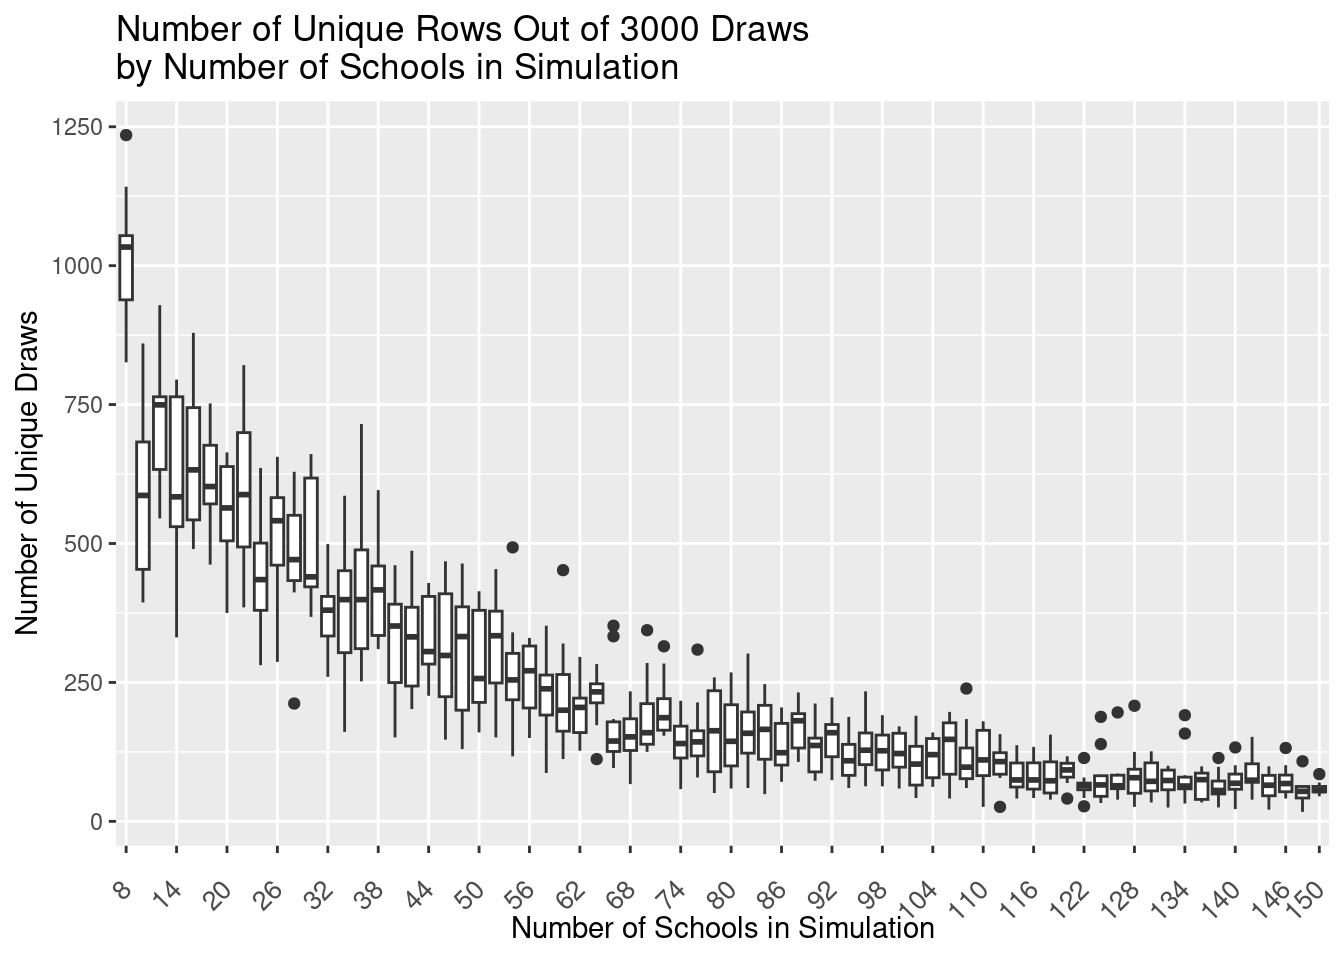 Number of Unique Rows Out of 3000 Draws
by Number of Schools in Simulation
Number of Unique Draws
1250
1000
750
500
250
0
8 14 20 26 32 38 44 50 56 62 68 74 80 86 92 98 104 110 116 122 128 134 140 146 150
Number of Schools in Simulation